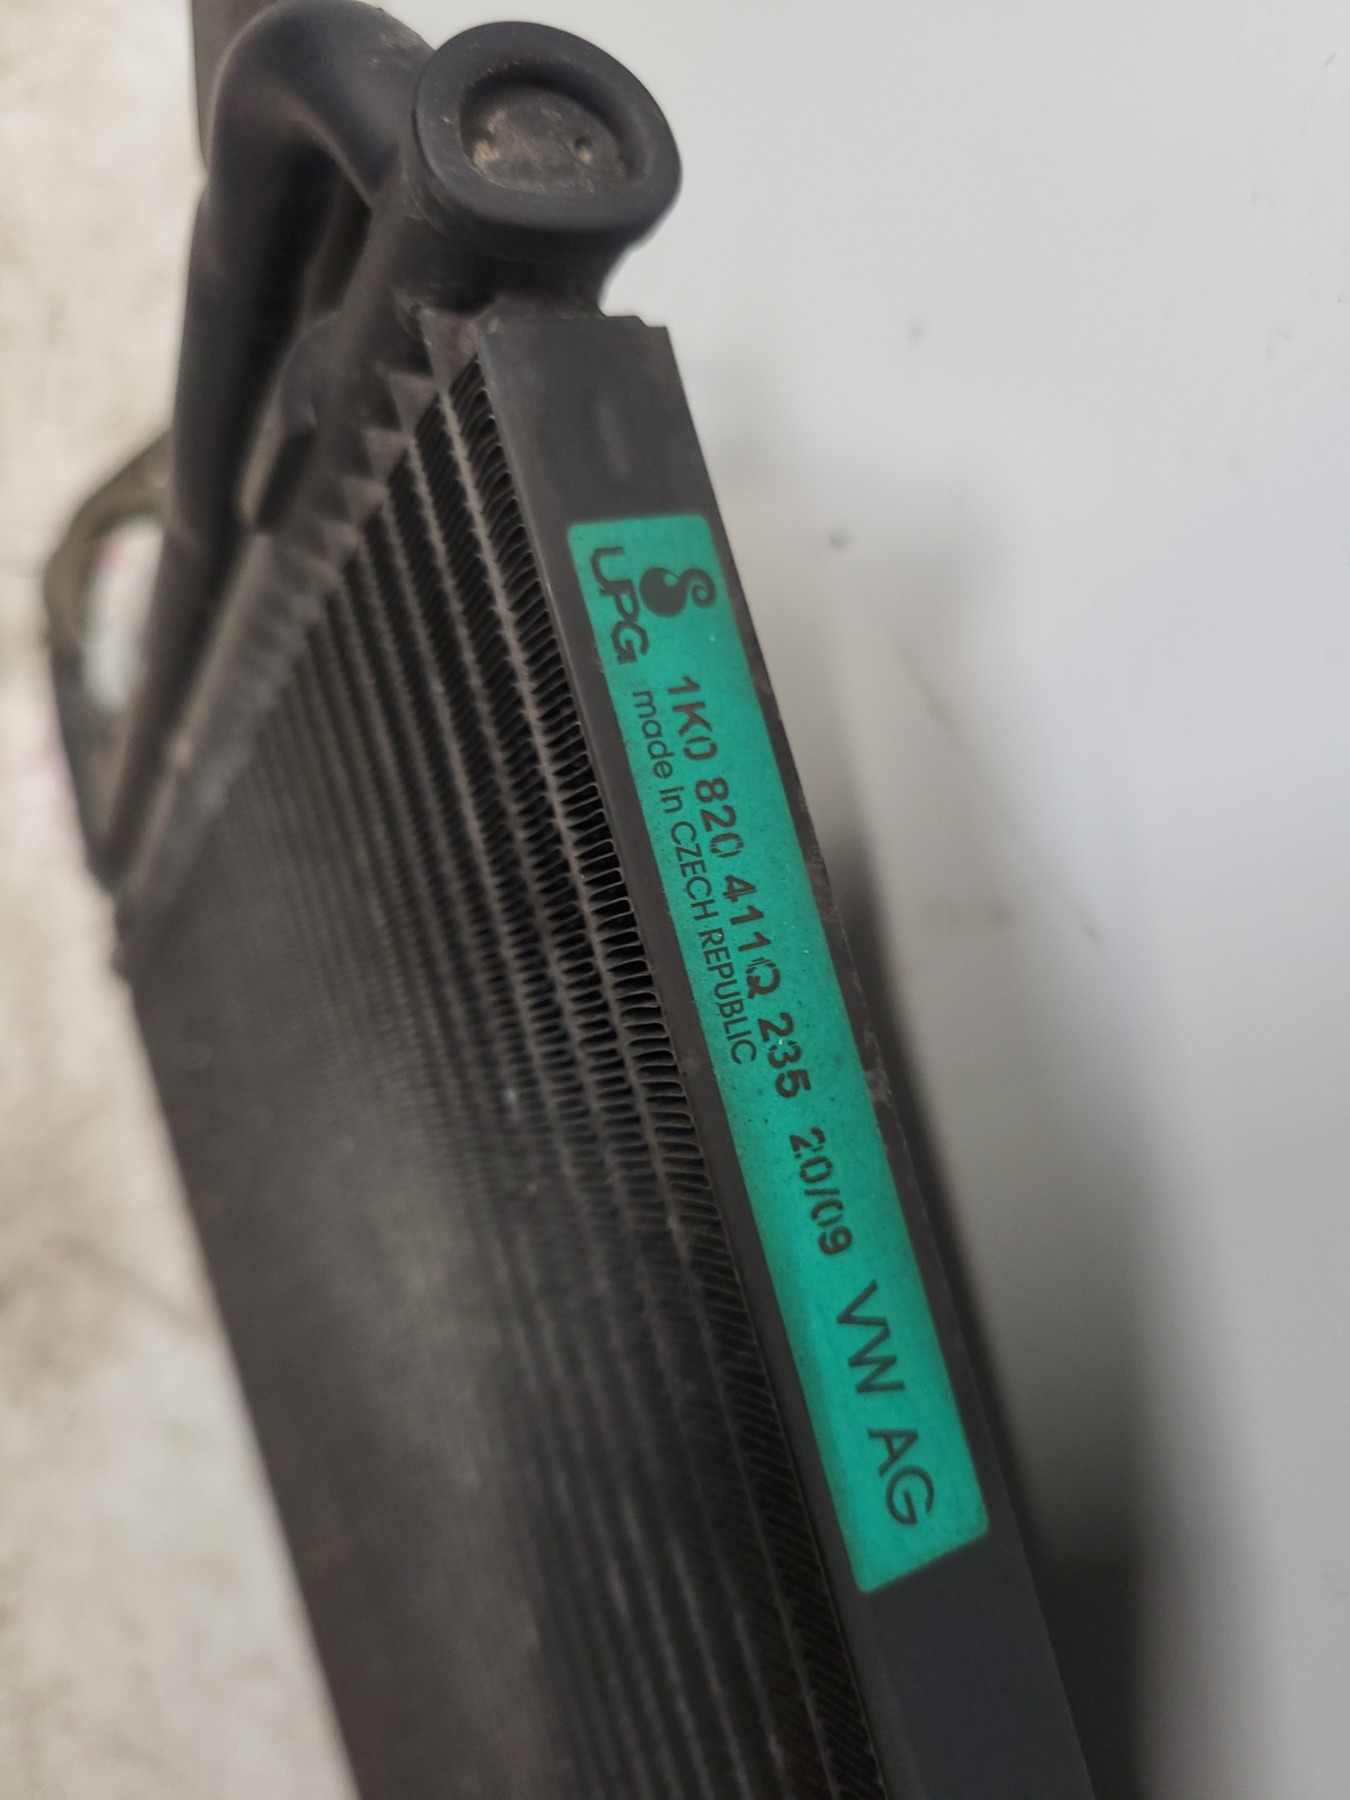 UPG
1K0 820 411Q 235 20/09 VW AG
made in CZECH REPUBLIC